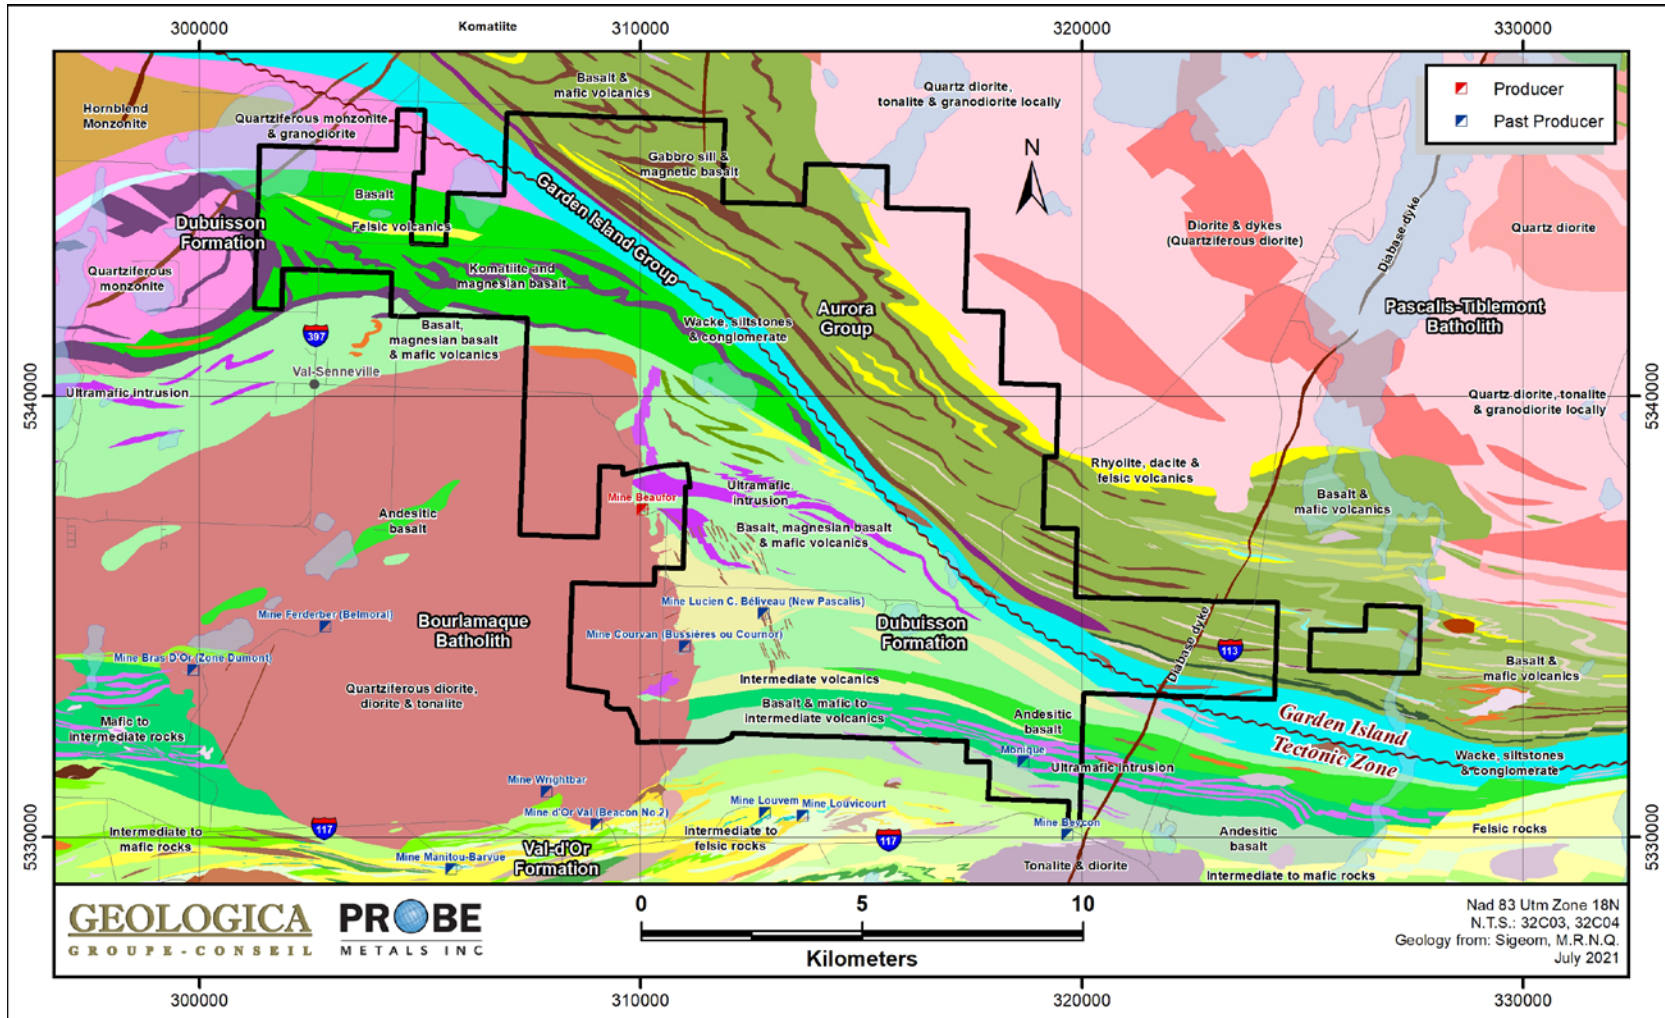 300000
Komatiite
310000
320000
330000
Hornblend
Monzonite
Quartziferous monzonite
& granodiorite
Basalt &
mafic volcanics
Quartz diorite,
tonalite & granodiorite locally
Producer
Past Producer
N
Gabbro sill &
magnetic basalt
Basalt
Felsic volcanics
Dubuisson
Formation
Garden Island Group
Quartziferous
monzonite
Komatiite and
magnesian basalt
Diorite & dykes
(Quartziferous diorite)
Diabase dyke
Quartz diorite
Aurora
Group
Pascalis-Tiblemont
Batholith
Wacke, siltstones
& conglomerate
397
Basalt,
magnesian basalt
& mafic volcanics
Val-Senneville
Ultramafic intrusion
5340000
5340000
Quartz diorite, tonalite
& granodiorite locally
Rhyolite, dacite &
felsic volcanics
Mine Beaufor
Ultramafic
intrusion
Basalt &
mafic volcanics
Andesitic
basalt
Basalt, magnesian basalt
& mafic volcanics
Mine Lucien C. Béliveau (New Pascalis)
Mine Ferderber (Belmoral)
Bourlamaque
Batholith
Mine Courvan (Bussières ou Cournor)
Dubuisson
Formation
Diabase dyke
113
Mine Bras D'Or (Zone Dumont)
Basalt &
mafic volcanics
Quartziferous diorite,
diorite & tonalite
Intermediate volcanics
Basalt & mafic to
intermediate volcanics
Mafic to
intermediate rocks
Andesitic
basalt
Garden Island
Tectonic Zone
Monique
Ultramafic intrusion
Wacke, siltstones
& conglomerate
Mine Wrightbar
Mine d'Or Val (Beacon No.2)
Mine Louvem
Mine Louvicourt
Mine Bevcon
5330000
5330000
Intermediate to
mafic rocks
117
Intermediate to
felsic rocks
117
Andesitic
basalt
Felsic rocks
Mine Manitou-Barvue
Val-d'Or
Formation
Tonalite & diorite
Intermediate to mafic rocks
GEOLOGICA
GROUPE-CONSEIL
PROBE
METALS INC
0
5
10
Kilometers
Nad 83 Utm Zone 18N
N.T.S.: 32C03, 32C04
Geology from: Sigeom, M.R.N.Q.
July 2021
300000
310000
320000
330000